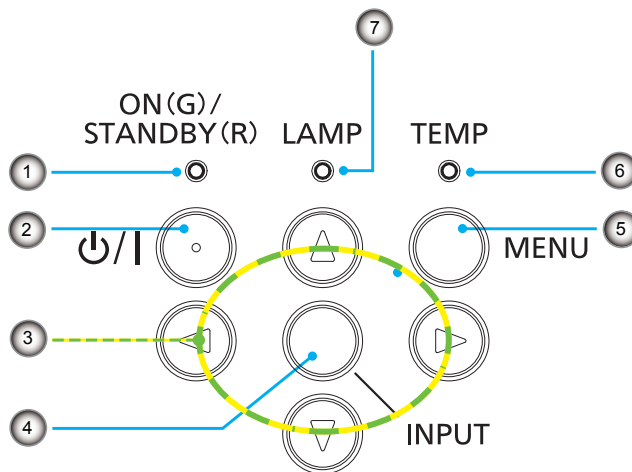 7
ON(G)/
STANDBY(R) LAMP TEMP
1
6
2
⏻/I MENU
5
3
4
INPUT